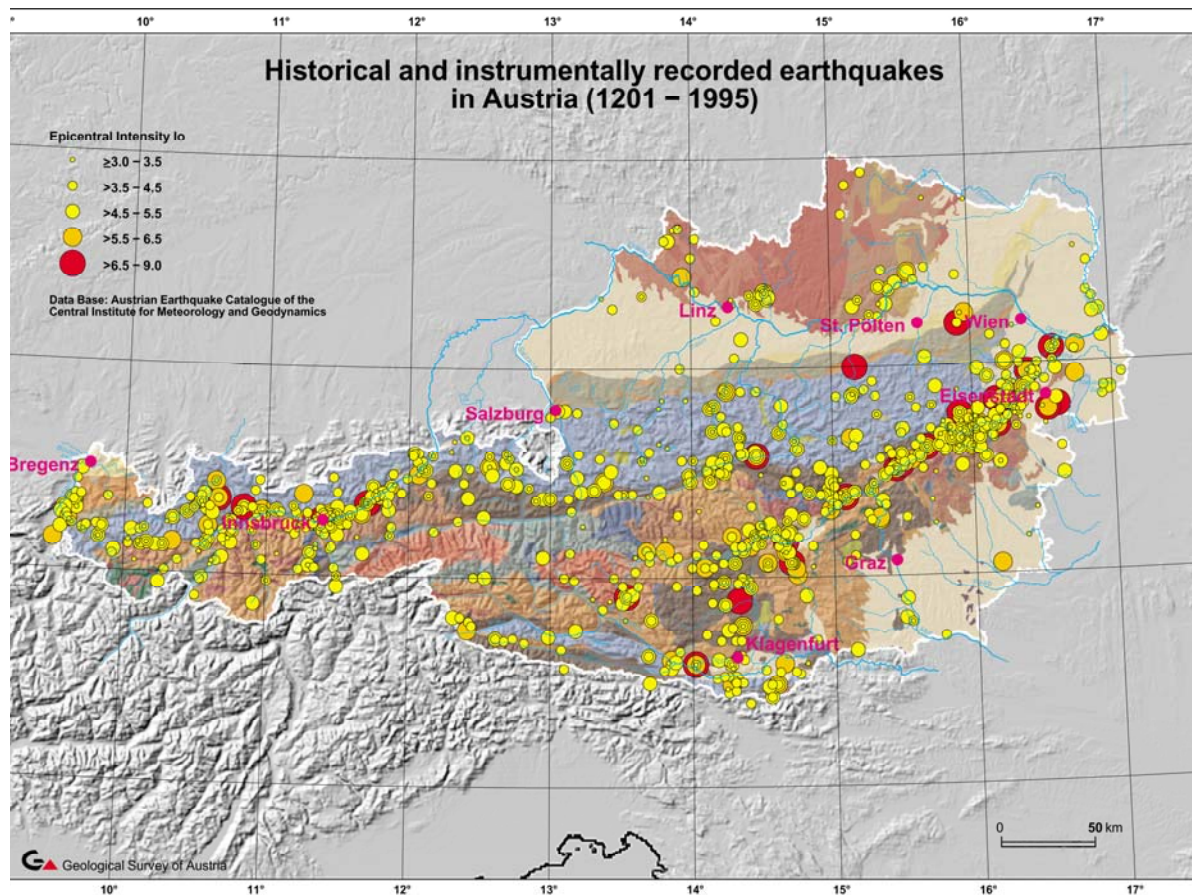 ° 10° 11° 12° 13° 14° 15° 16° 17°
Historical and instrumentally recorded earthquakes
in Austria (1201 – 1995)
Epicentral Intensity Io
≥3.0 – 3.5
>3.5 – 4.5
>4.5 – 5.5
>5.5 – 6.5
>6.5 – 9.0
Data Base: Austrian Earthquake Catalogue of the
Central Institute for Meteorology and Geodynamics
Linz
St. Pölten
Wien
Eisenstadt
Salzburg
Bregenz
Innsbruck
Graz
Klagenfurt
0 50 km
GA Geological Survey of Austria
10° 11° 12° 13° 14° 15° 16° 17°